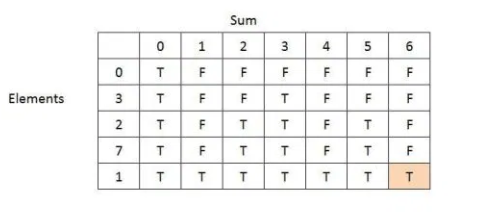 Sum
0 1 2 3 4 5 6
0 T F F F F F F
3 T F F T F F F
Elements
2 T F T T F T F
7 T F T T F T F
1 T T T T T T T